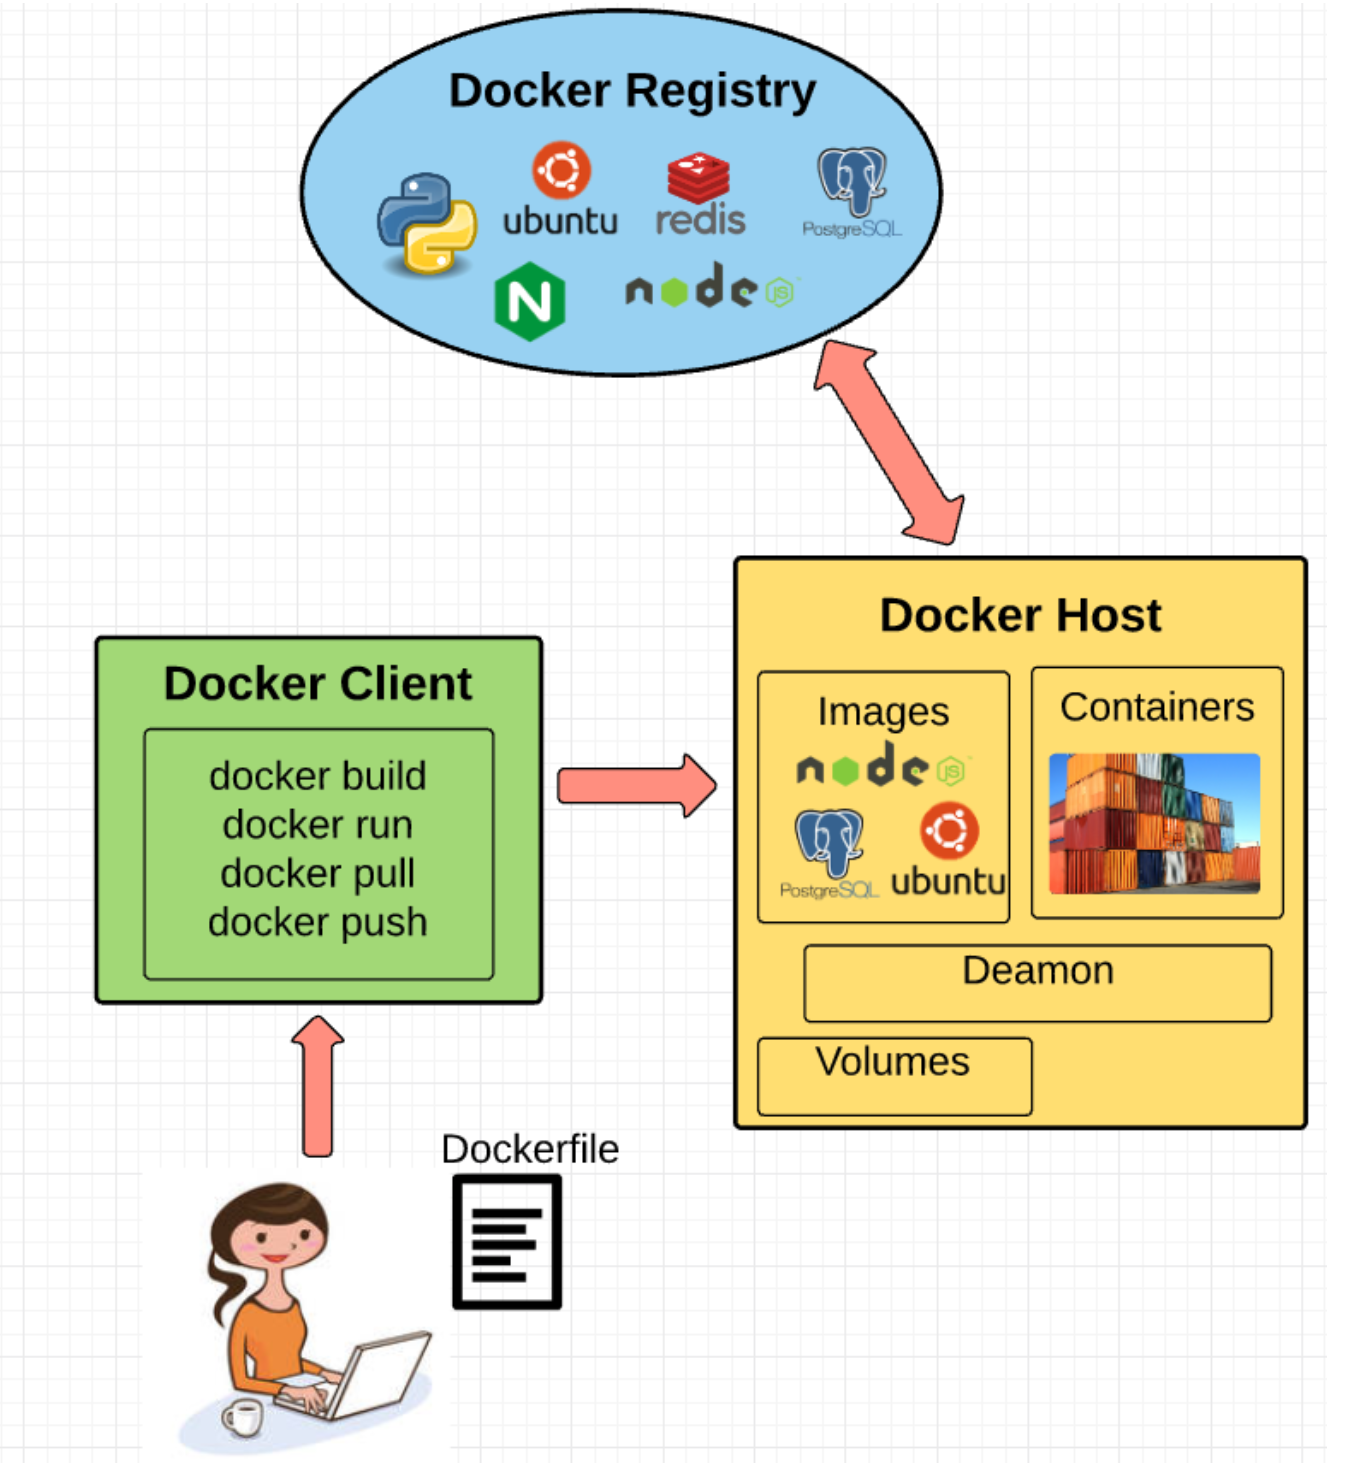 Docker Registry
ubuntu
redis
PostgreSQL
N
node JS
Docker Host
Images
node JS
PostgreSQL
ubuntu
Containers
Deamon
Volumes
Docker Client
docker build
docker run
docker pull
docker push
Dockerfile